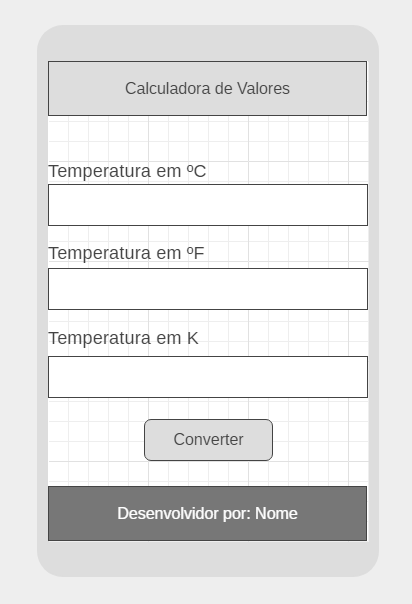 Calculadora de Valores
Temperatura em ºC
Temperatura em ºF
Temperatura em K
Converter
Desenvolvidor por: Nome